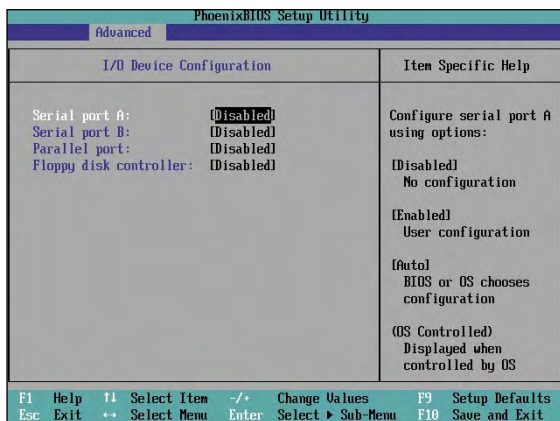 PhoenixBIOS Setup Utility
Advanced
I/O Device Configuration
Item Specific Help
Serial port A: [Disabled]
Serial port B: [Disabled]
Parallel port: [Disabled]
Floppy disk controller: [Disabled]
Configure serial port A
using options:
[Disabled]
No configuration
[Enabled]
User configuration
[Auto]
BIOS or OS chooses
configuration
(OS Controlled)
Displayed when
controlled by OS
F1 Help ↑↓ Select Item -/+ Change Values F9 Setup Defaults
Esc Exit ↔ Select Menu Enter Select ▶ Sub-Menu F10 Save and Exit